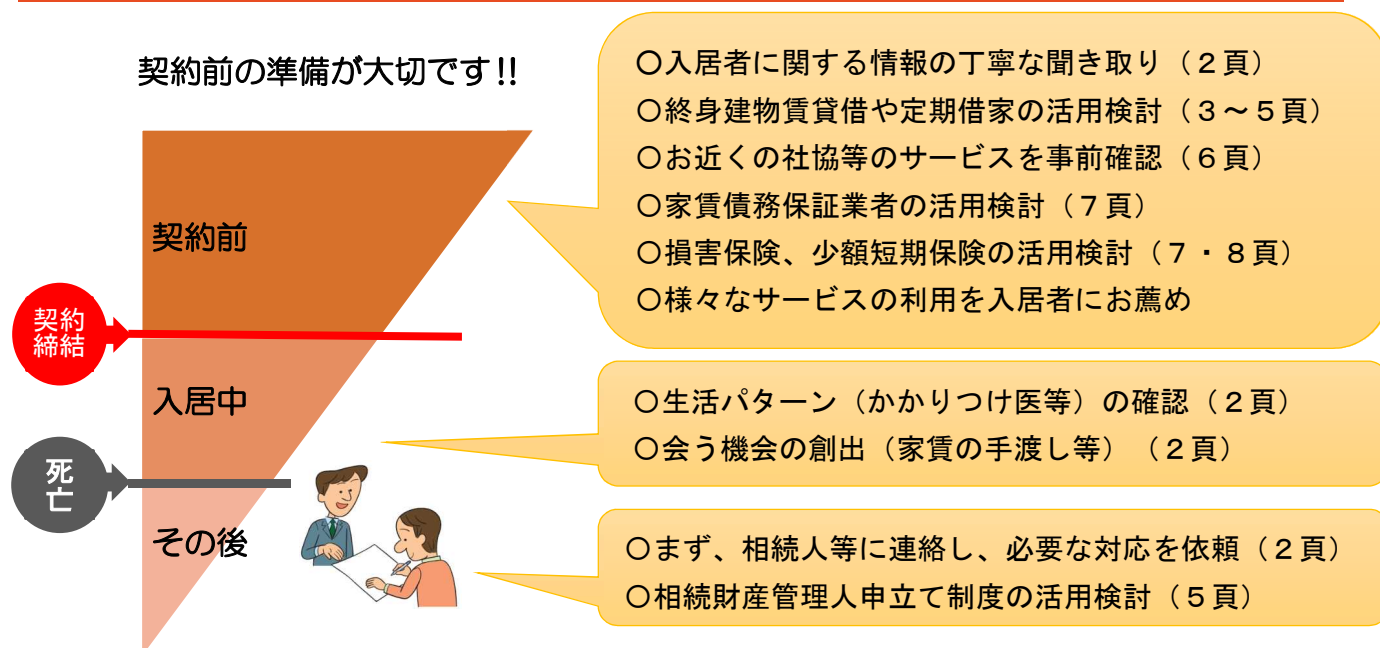 契約前の準備が大切です!!
契約前
契約
締結
入居中
死
亡
その後
〇入居者に関する情報の丁寧な聞き取り（２頁）
〇終身建物賃貸借や定期借家の活用検討（３～５頁）
〇お近くの社協等のサービスを事前確認（６頁）
〇家賃債務保証業者の活用検討（７頁）
〇損害保険、少額短期保険の活用検討（７・８頁）
〇様々なサービスの利用を入居者にお薦め
〇生活パターン（かかりつけ医等）の確認（２頁）
〇会う機会の創出（家賃の手渡し等）（２頁）
〇まず、相続人等に連絡し、必要な対応を依頼（２頁）
〇相続財産管理人申立て制度の活用検討（５頁）